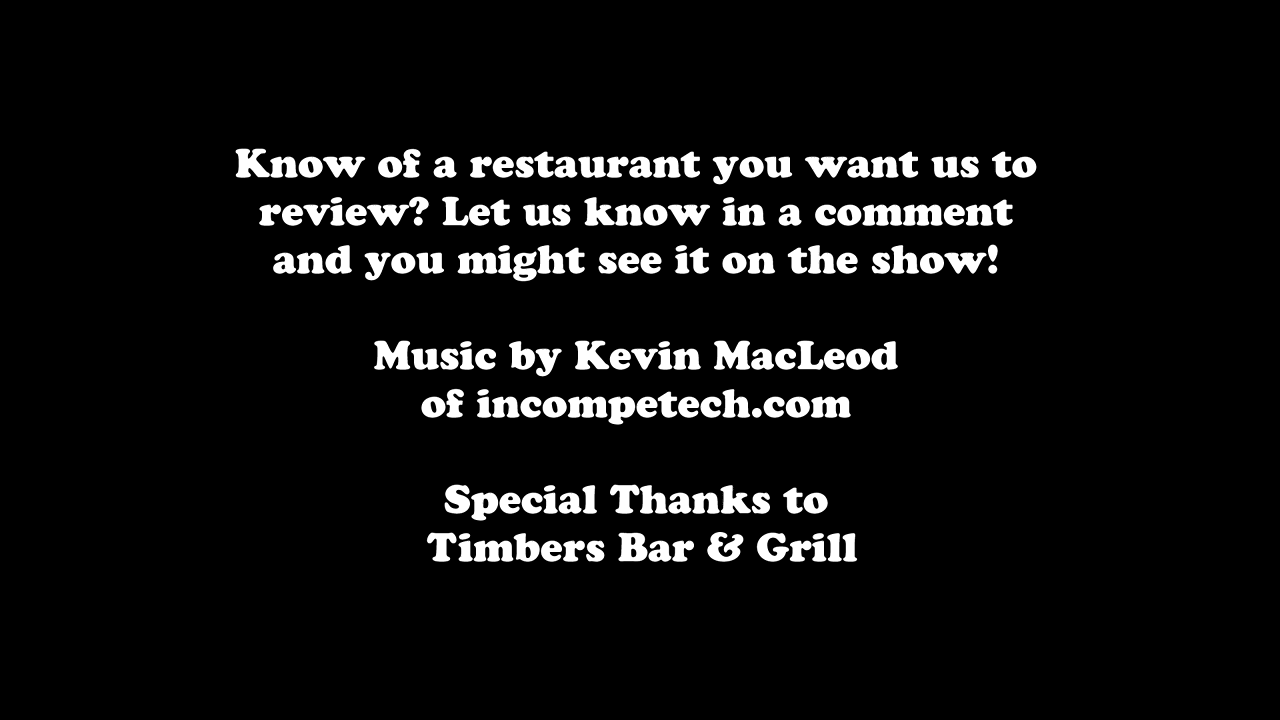 Know of a restaurant you want us to
review? Let us know in a comment
and you might see it on the show!
Music by Kevin MacLeod
of incompetech.com
Special Thanks to
Timbers Bar & Grill